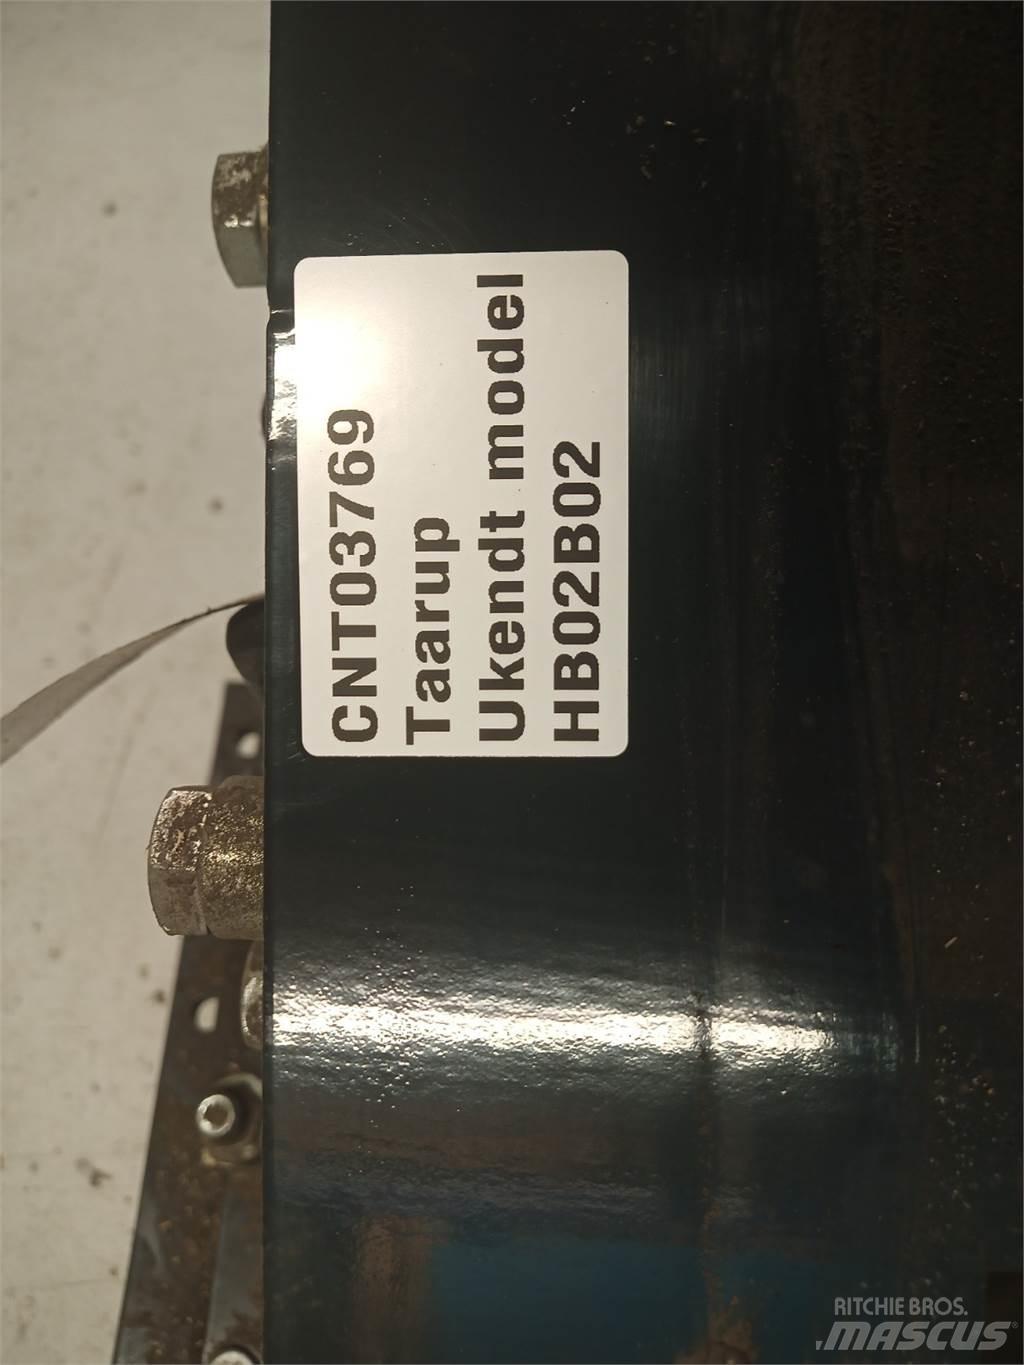 CNT03769
Taarup
Ukendt model
HB02B02
RITCHIE BROS.
MASCUS